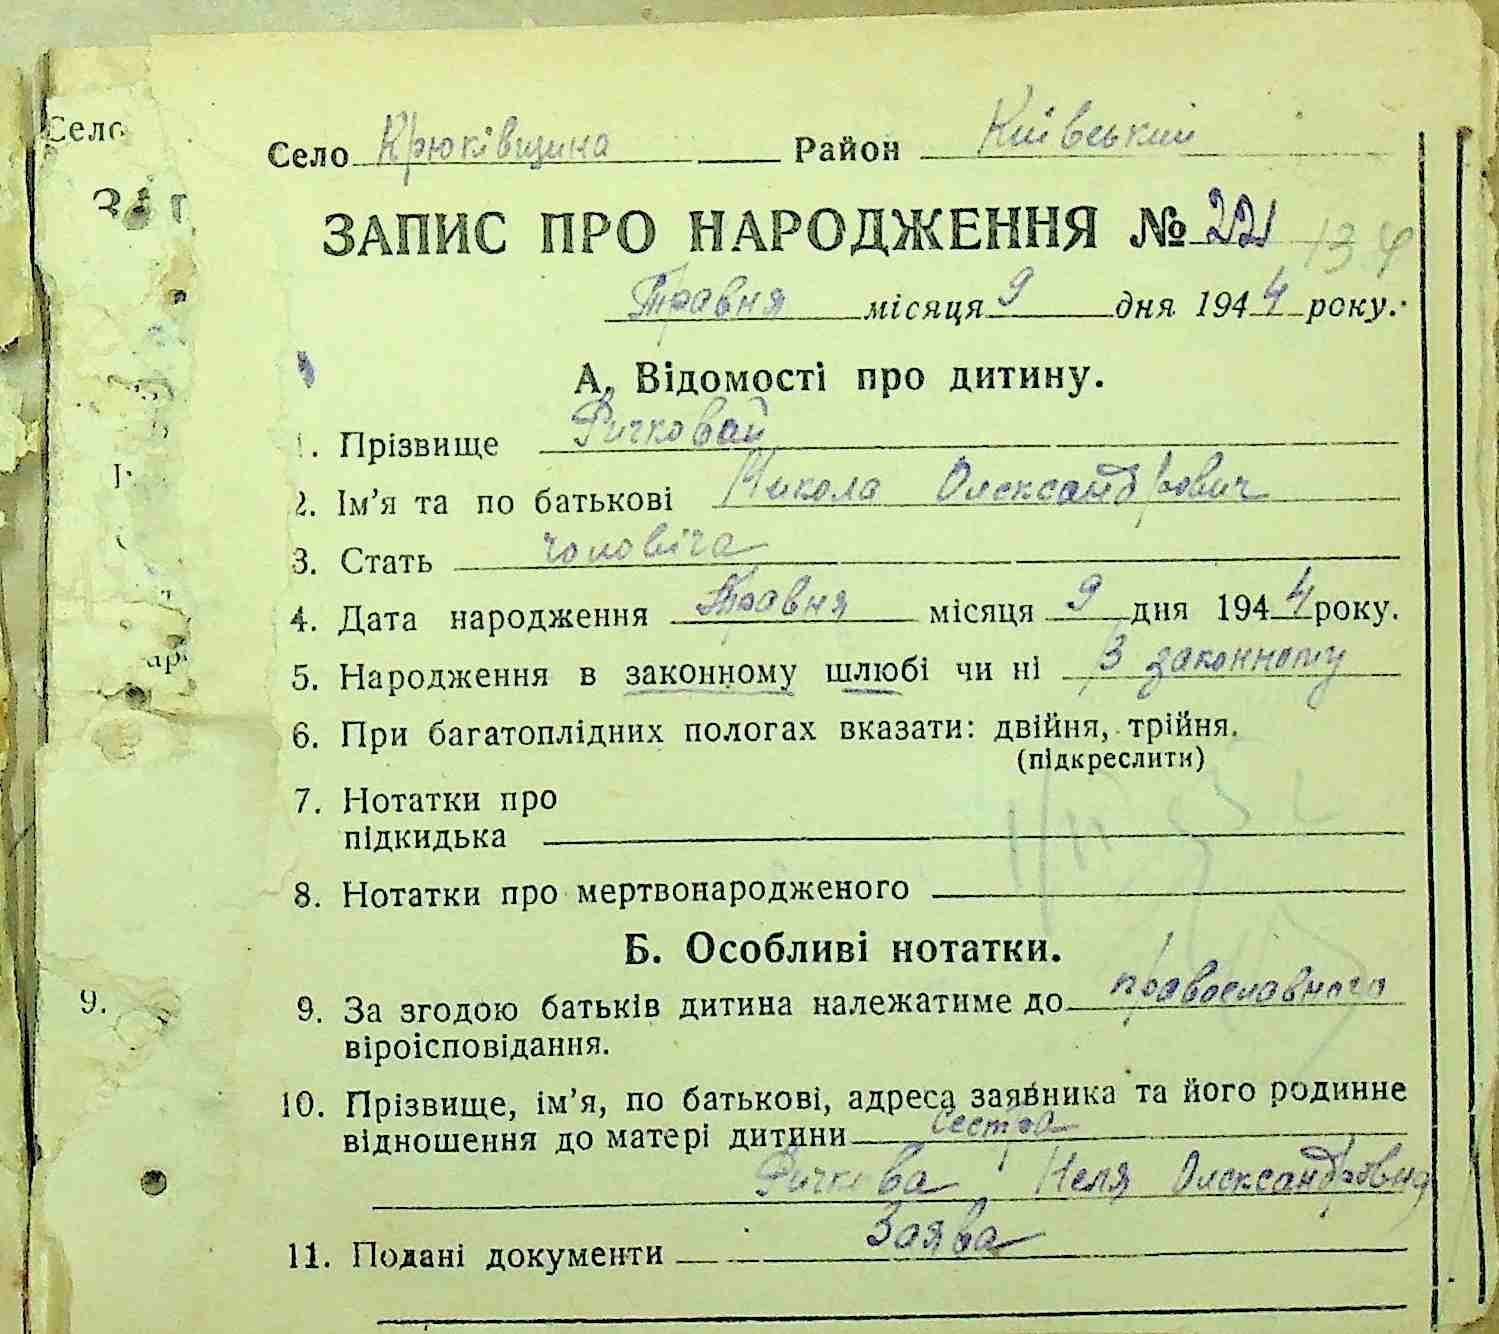 Село Крюківщина Район Київський
ЗАПИС ПРО НАРОДЖЕННЯ № 221 134
Травня місяця 9 дня 1944 року.
А. Відомості про дитину.
1. Прізвище Ричковай
2. Ім'я та по батькові Микола Олександрович
3. Стать чоловіча
4. Дата народження Травня місяця 9 дня 1944 року.
5. Народження в законному шлюбі чи ні В законному
6. При багатоплідних пологах вказати: двійня, трійня.
(підкреслити)
7. Нотатки про
підкидька
8. Нотатки про мертвонародженого
Б. Особливі нотатки.
9. За згодою батьків дитина належатиме до православного
віроісповідання.
10. Прізвище, ім'я, по батькові, адреса заявника та його родинне
відношення до матері дитини сестра
Ричкова Неля Олександровна
11. Подані документи Заява
Село
9.